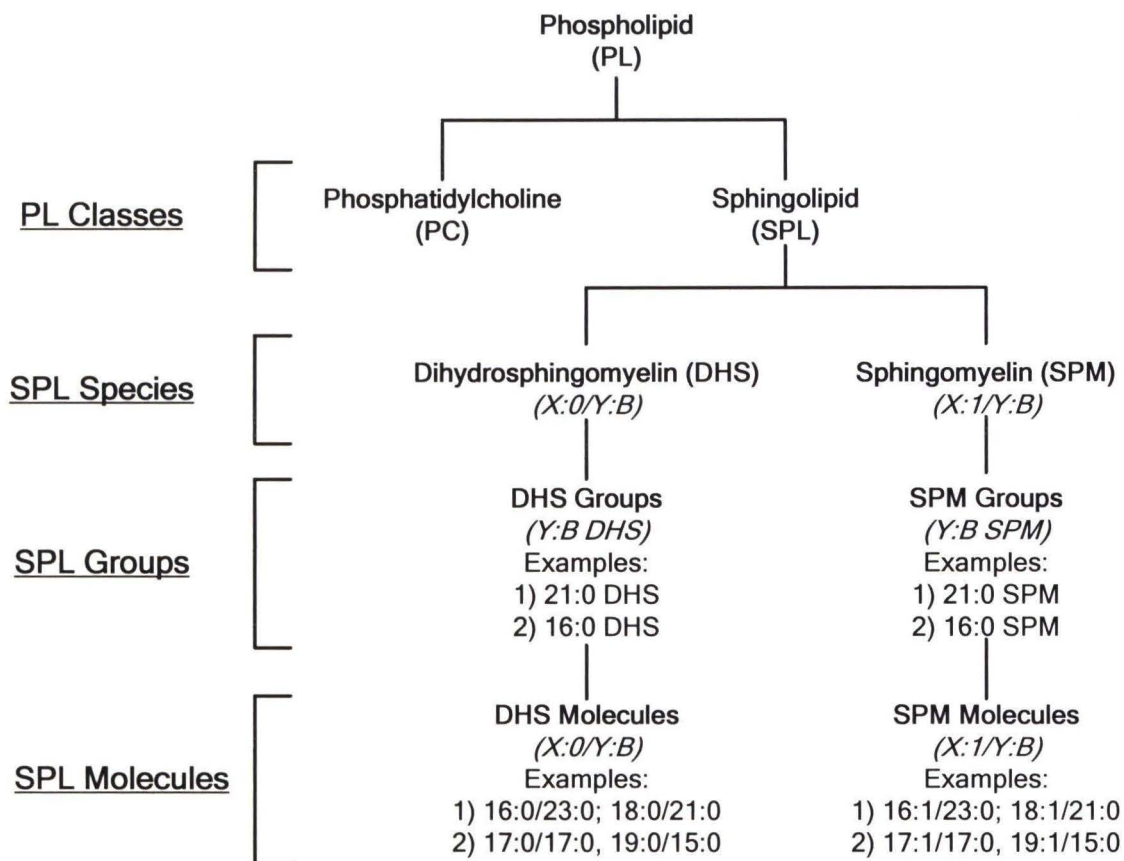 Phospholipid
(PL)
PL Classes
Phosphatidylcholine
(PC)
Sphingolipid
(SPL)
SPL Species
Dihydrosphingomyelin (DHS)
(X:0/Y:B)
Sphingomyelin (SPM)
(X:1/Y:B)
SPL Groups
DHS Groups
(Y:B DHS)
Examples:
1) 21:0 DHS
2) 16:0 DHS
SPM Groups
(Y:B SPM)
Examples:
1) 21:0 SPM
2) 16:0 SPM
SPL Molecules
DHS Molecules
(X:0/Y:B)
Examples:
1) 16:0/23:0; 18:0/21:0
2) 17:0/17:0, 19:0/15:0
SPM Molecules
(X:1/Y:B)
Examples:
1) 16:1/23:0; 18:1/21:0
2) 17:1/17:0, 19:1/15:0